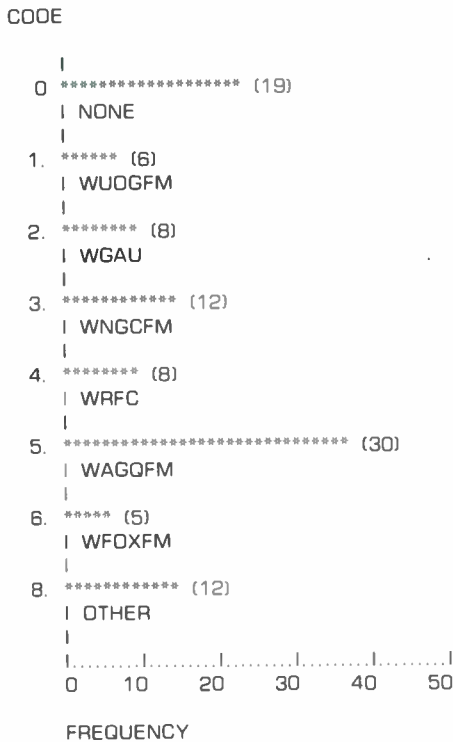 CODE
0 ******************* (19)
NONE
1. ****** (6)
WUOGFM
2. ******** (8)
WGAU
3. ************ (12)
WNGCFM
4. ******** (8)
WRFC
5. ****************************** (30)
WAGQFM
6. ***** (5)
WFOXFM
8. ************ (12)
OTHER
0 10 20 30 40 50
FREQUENCY